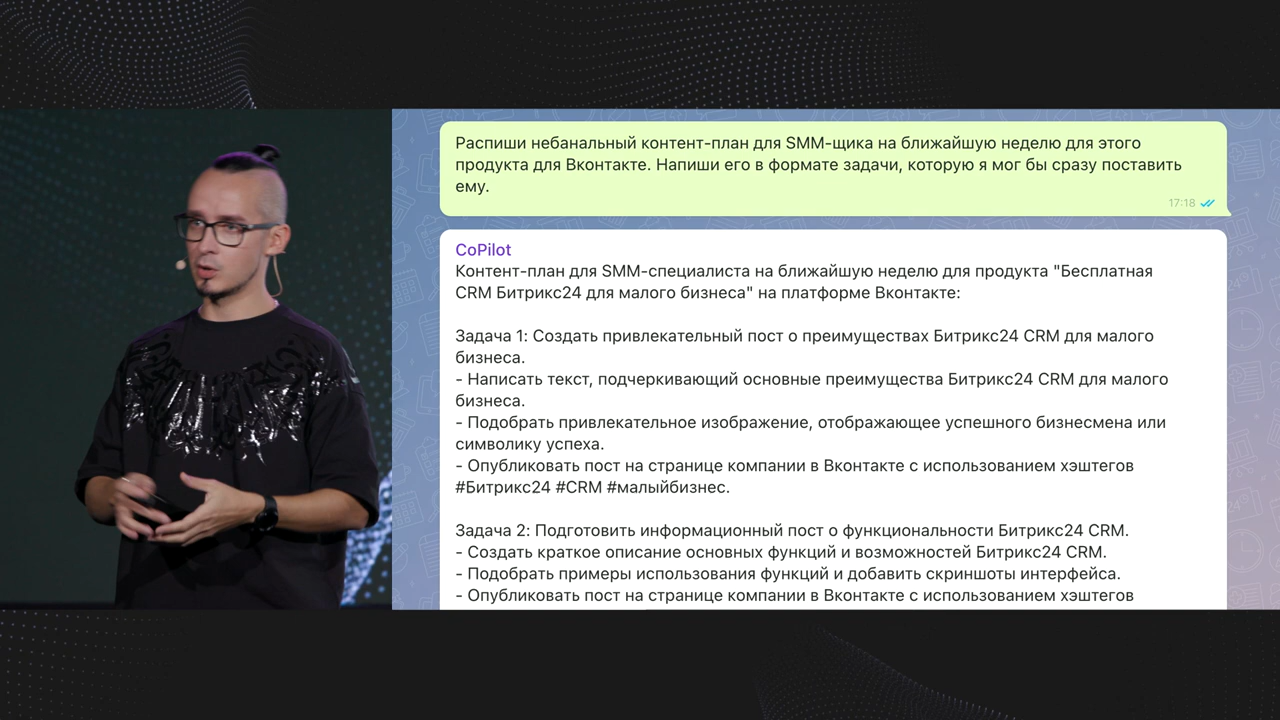 Распиши небанальный контент-план для SMM-щика на ближайшую неделю для этого
продукта для Вконтакте. Напиши его в формате задачи, которую я мог бы сразу поставить
ему.
17:18
CoPilot
Контент-план для SMM-специалиста на ближайшую неделю для продукта "Бесплатная
CRM Битрикс24 для малого бизнеса" на платформе Вконтакте:
Задача 1: Создать привлекательный пост о преимуществах Битрикс24 CRM для малого
бизнеса.
- Написать текст, подчеркивающий основные преимущества Битрикс24 CRM для малого
бизнеса.
- Подобрать привлекательное изображение, отображающее успешного бизнесмена или
символику успеха.
- Опубликовать пост на странице компании в Вконтакте с использованием хэштегов
#Битрикс24 #CRM #малыйбизнес.
Задача 2: Подготовить информационный пост о функциональности Битрикс24 CRM.
- Создать краткое описание основных функций и возможностей Битрикс24 CRM.
- Подобрать примеры использования функций и добавить скриншоты интерфейса.
- Опубликовать пост на странице компании в Вконтакте с использованием хэштегов